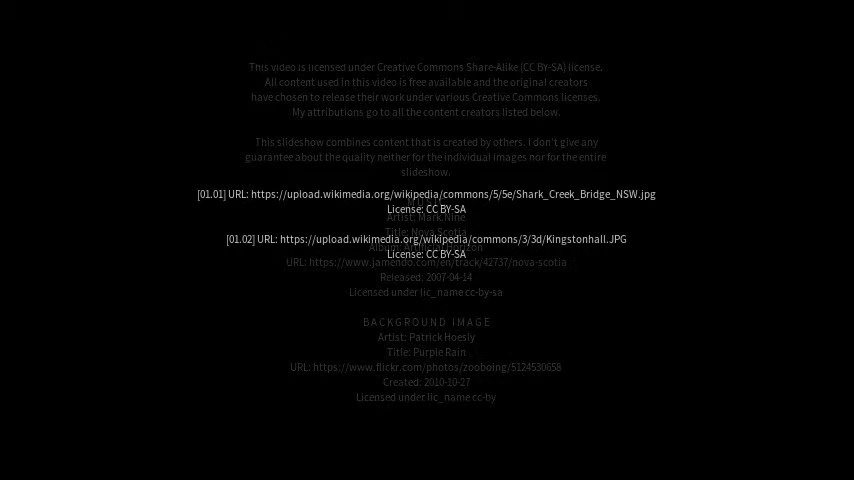 This video is licensed under Creative Commons Share-Alike (CC BY-SA) license.
All content used in this video is free available and the original creators
have chosen to release their work under various Creative Commons licenses.
My attributions go to all the content creators listed below.
This slideshow combines content that is created by others. I don't give any
guarantee about the quality neither for the individual images nor for the entire
slideshow.
[01.01] URL: https://upload.wikimedia.org/wikipedia/commons/5/5e/Shark_Creek_Bridge_NSW.jpg
License: CC BY-SA
Artist: Mark Nine
Title: Nova Scotia
[01.02] URL: https://upload.wikimedia.org/wikipedia/commons/3/3d/Kingstonhall.JPG
Album: Artificial Horizon
License: CC BY-SA
URL: https://www.jamendo.com/en/track/42737/nova-scotia
Released: 2007-04-14
Licensed under lic_name cc-by-sa
BACKGROUND IMAGE
Artist: Patrick Hoesly
Title: Purple Rain
URL: https://www.flickr.com/photos/zooboing/5124530658
Created: 2010-10-27
Licensed under lic_name cc-by